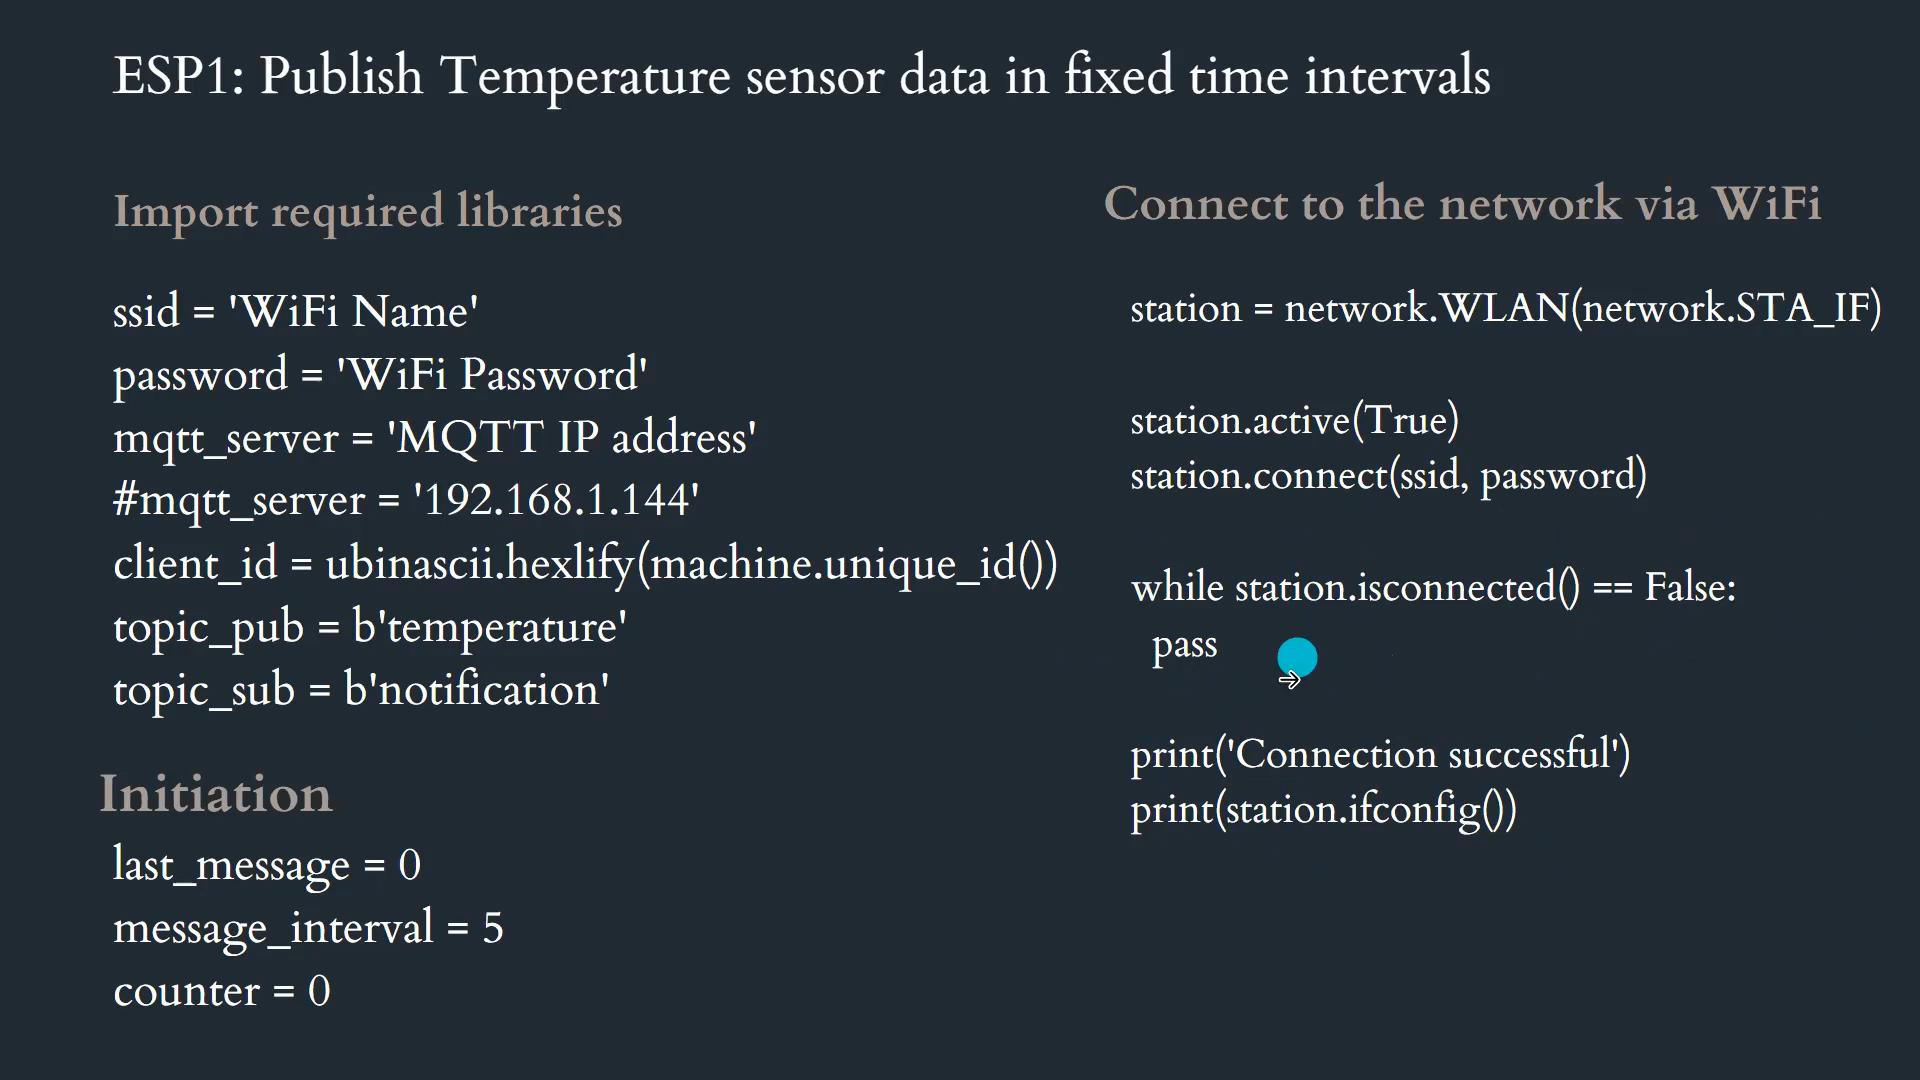 ESP1: Publish Temperature sensor data in fixed time intervals
Import required libraries
ssid = 'WiFi Name'
password = 'WiFi Password'
mqtt_server = 'MQTT IP address'
#mqtt_server = '192.168.1.144'
client_id = ubinascii.hexlify(machine.unique_id())
topic_pub = b'temperature'
topic_sub = b'notification'
Initiation
last_message = 0
message_interval = 5
counter = 0
Connect to the network via WiFi
station = network.WLAN(network.STA_IF)
station.active(True)
station.connect(ssid, password)
while station.isconnected() == False:
pass
print('Connection successful')
print(station.ifconfig())